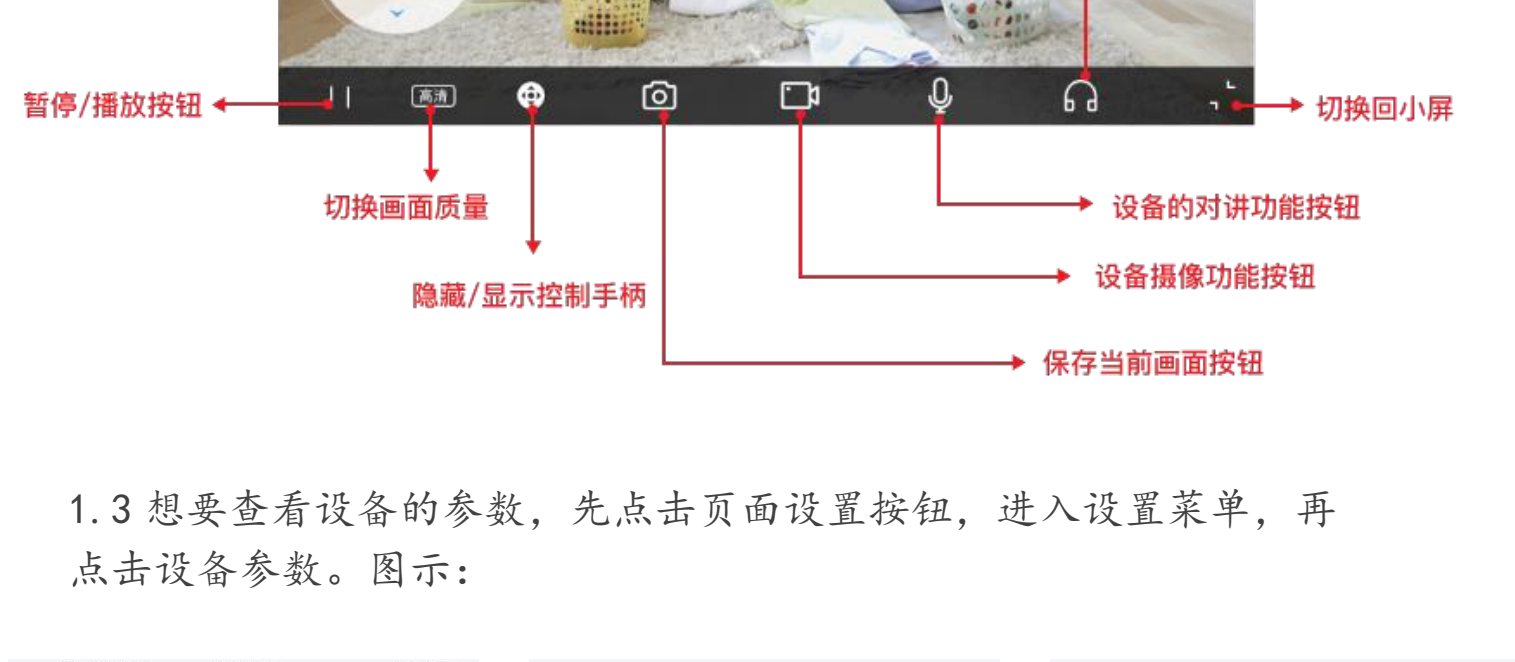 高清
暂停/播放按钮
切换回小屏
切换画面质量
设备的对讲功能按钮
设备摄像功能按钮
隐藏/显示控制手柄
保存当前画面按钮
1.3 想要查看设备的参数，先点击页面设置按钮，进入设置菜单，再
点击设备参数。图示：